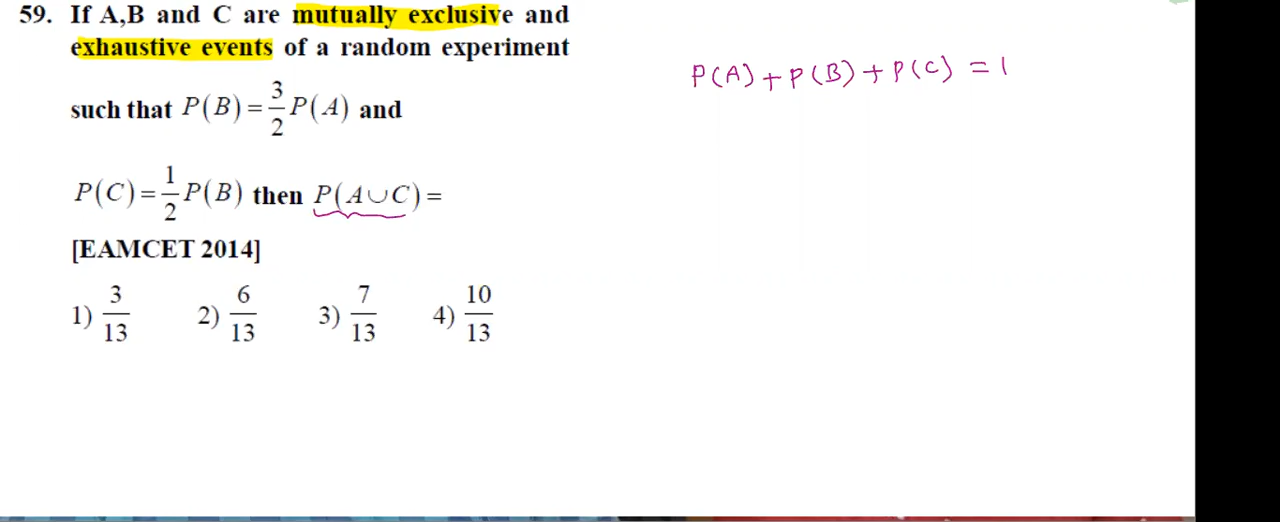 59. If A,B and C are mutually exclusive and
exhaustive events of a random experiment
such that P(B) = 3/2 P(A) and
P(C) = 1/2 P(B) then P(A∪C) =
[EAMCET 2014]
1) 3/13 2) 6/13 3) 7/13 4) 10/13
P(A) + P(B) + P(C) = 1